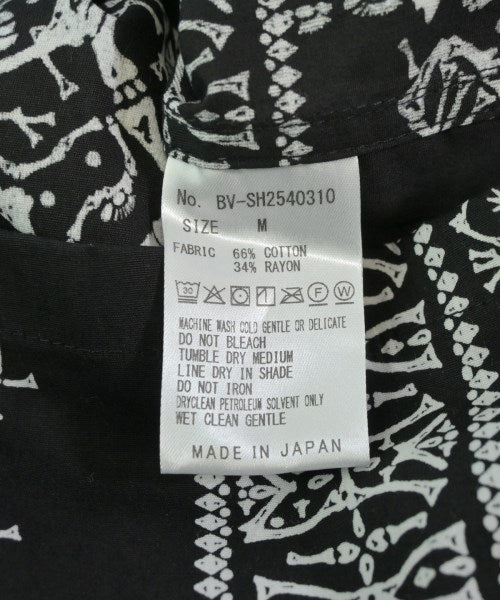 No. BV-SH2540310
SIZE M
FABRIC 66% COTTON
34% RAYON
30 F W
MACHINE WASH COLD GENTLE OR DELICATE
DO NOT BLEACH
TUMBLE DRY MEDIUM
LINE DRY IN SHADE
DO NOT IRON
DRYCLEAN PETROLEUM SOLVENT ONLY
WET CLEAN GENTLE
MADE IN JAPAN